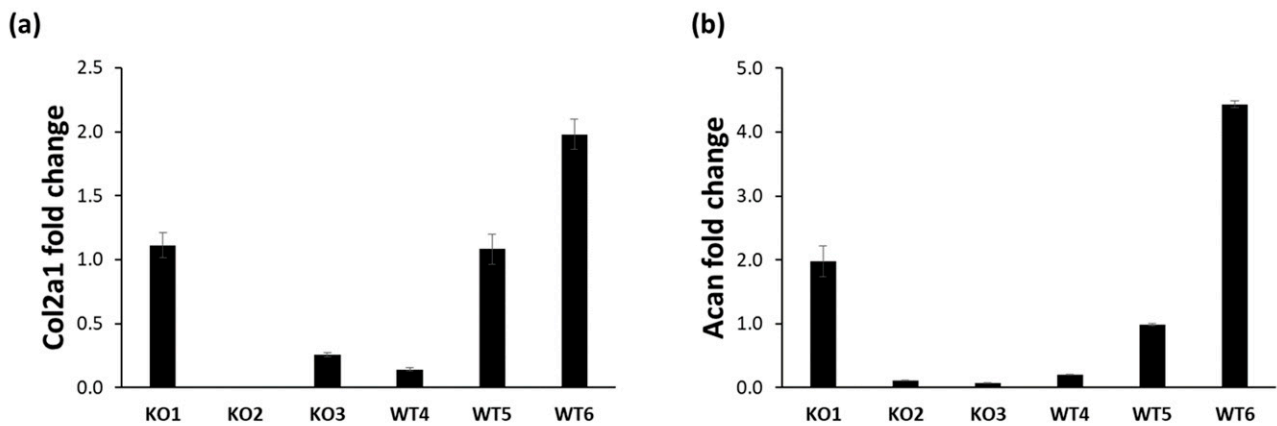 (a)
Col2a1 fold change
2.5
2.0
1.5
1.0
0.5
0.0
KO1 KO2 KO3 WT4 WT5 WT6
(b)
Acan fold change
5.0
4.0
3.0
2.0
1.0
0.0
KO1 KO2 KO3 WT4 WT5 WT6